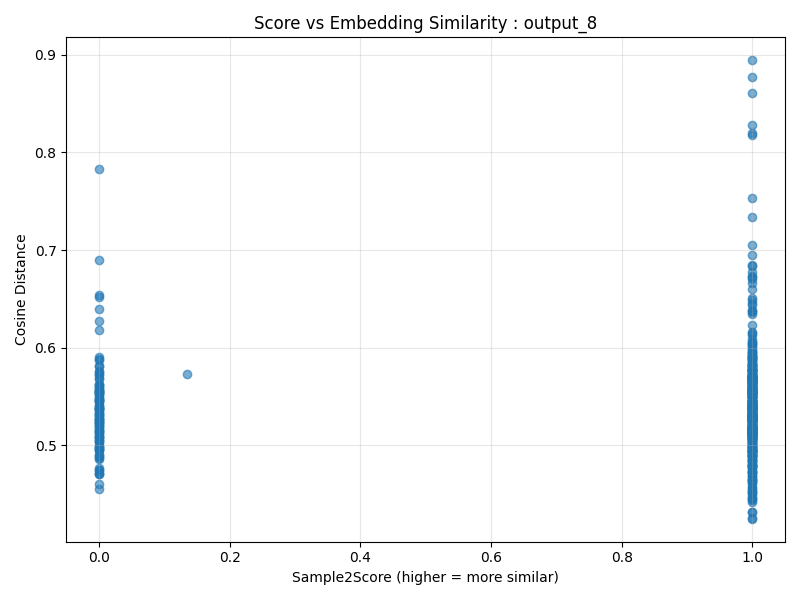 Score vs Embedding Similarity : output_8
Cosine Distance
0.9
0.8
0.7
0.6
0.5
0.0 0.2 0.4 0.6 0.8 1.0
Sample2Score (higher = more similar)